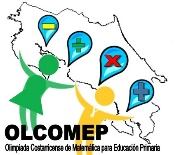 OLCOMEP
Olimpiada Costarricense de Matemática para Educación Primaria